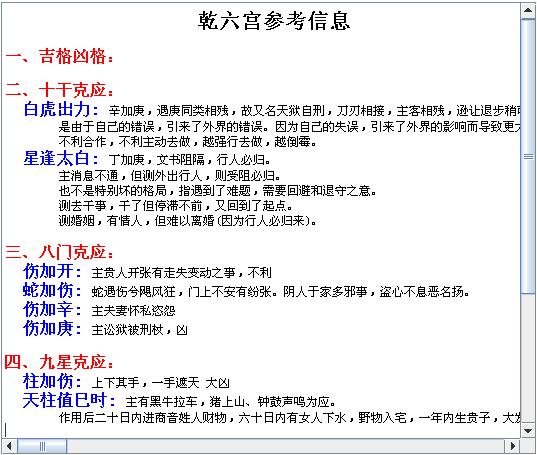 乾六宫参考信息
一、吉格凶格：
二、十干克应：
白虎出力： 辛加庚，遇庚同类相残，故又名天狱自刑，刀刃相接，主客相残，逊让退步稍可
是由于自己的错误，引来了外界的错误。因为自己的失误，引来了外界的影响而导致更大
不利合作，不利主动去做，越强行去做，越倒霉。
星逢太白： 丁加庚，文书阻隔，行人必归。
主消息不通，但测外出行人，则受阻必归。
也不是特别坏的格局，指遇到了难题，需要回避和退守之意。
测去干事，干了但停滞不前，又回到了起点。
测婚姻，有情人，但难以离婚(因为行人必归来)。
三、八门克应：
伤加开： 主贵人开张有走失变动之事，不利
蛇加伤： 蛇遇伤兮飓风狂，门上不安有纷张。阴人于家多邪事，盗心不息恶名扬。
伤加辛： 主夫妻怀私恣怨
伤加庚： 主讼狱被刑杖，凶
四、九星克应：
柱加伤： 上下其手，一手遮天 大凶
天柱值巳时： 主有黑牛拉车，猪上山、钟鼓声鸣为应。
作用后二十日内进商音姓人财物，六十日内有女人下水，野物入宅，一年内生贵子，大发